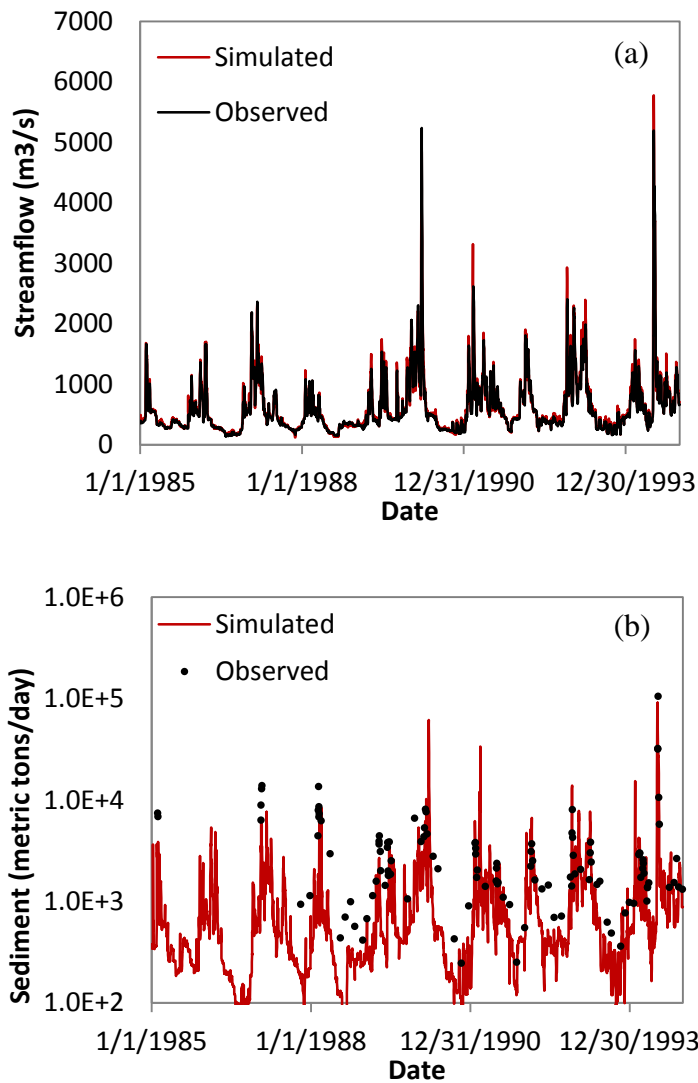 7000
6000
5000
4000
3000
2000
1000
0
Streamflow (m3/s)
Simulated
Observed
(a)
1/1/1985 1/1/1988 12/31/1990 12/30/1993
Date
1.0E+6
1.0E+5
1.0E+4
1.0E+3
1.0E+2
Sediment (metric tons/day)
Simulated
Observed
(b)
1/1/1985 1/1/1988 12/31/1990 12/30/1993
Date